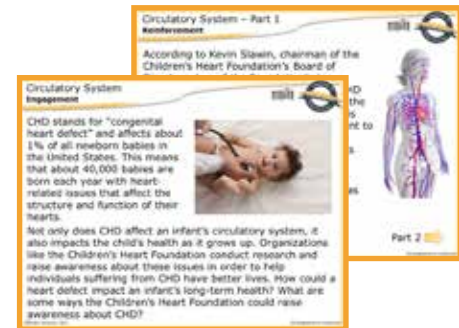 Circulatory System – Part 1
Reinforcement
According to Kevin Slawin, chairman of the
Children's Heart Foundation's Board of
Part 2
Circulatory System
Engagement
CHD stands for "congenital
heart defect" and affects about
1% of all newborn babies in
the United States. This means
that about 40,000 babies are
born each year with heart-
related issues that affect the
structure and function of their
hearts.
Not only does CHD affect an infant's circulatory system, it
also impacts the child's health as it grows up. Organizations
like the Children's Heart Foundation conduct research and
raise awareness about these issues in order to help
individuals suffering from CHD have better lives. How could a
heart defect impact an infant's long-term health? What are
some ways the Children's Heart Foundation could raise
awareness about CHD?